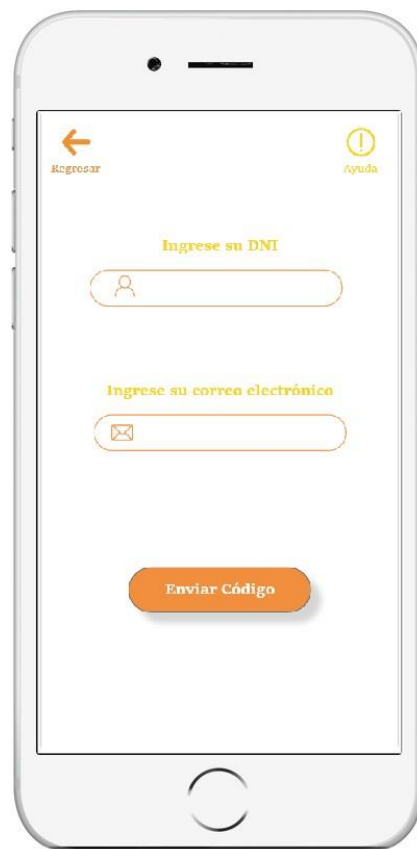 Regresar
Ayuda
Ingrese su DNI
Ingrese su correo electrónico
Enviar Código